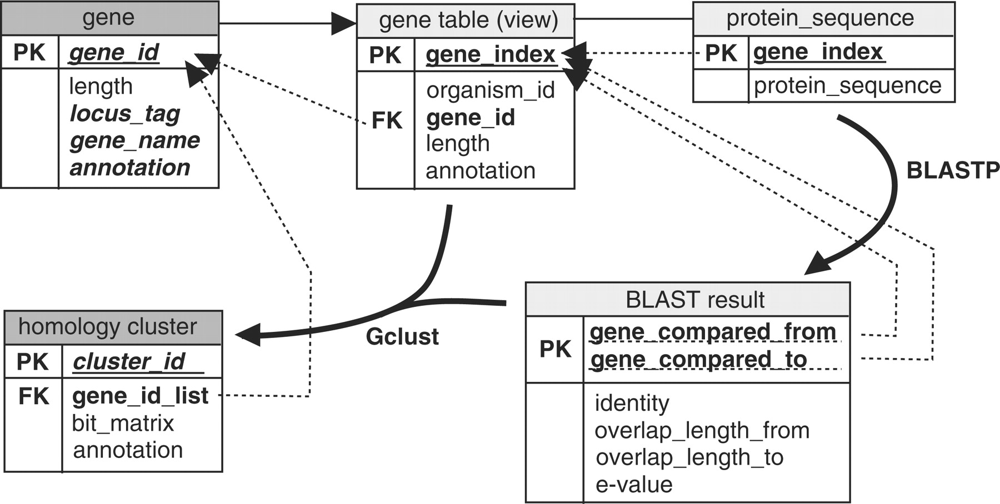 gene
PK gene_id
length
locus_tag
gene_name
annotation
gene table (view)
PK gene_index
organism_id
FK gene_id
length
annotation
protein_sequence
PK gene_index
protein_sequence
BLASTP
Gclust
homology cluster
PK cluster_id
FK gene_id_list
bit_matrix
annotation
BLAST result
PK gene_compared_from
gene_compared_to
identity
overlap_length_from
overlap_length_to
e-value